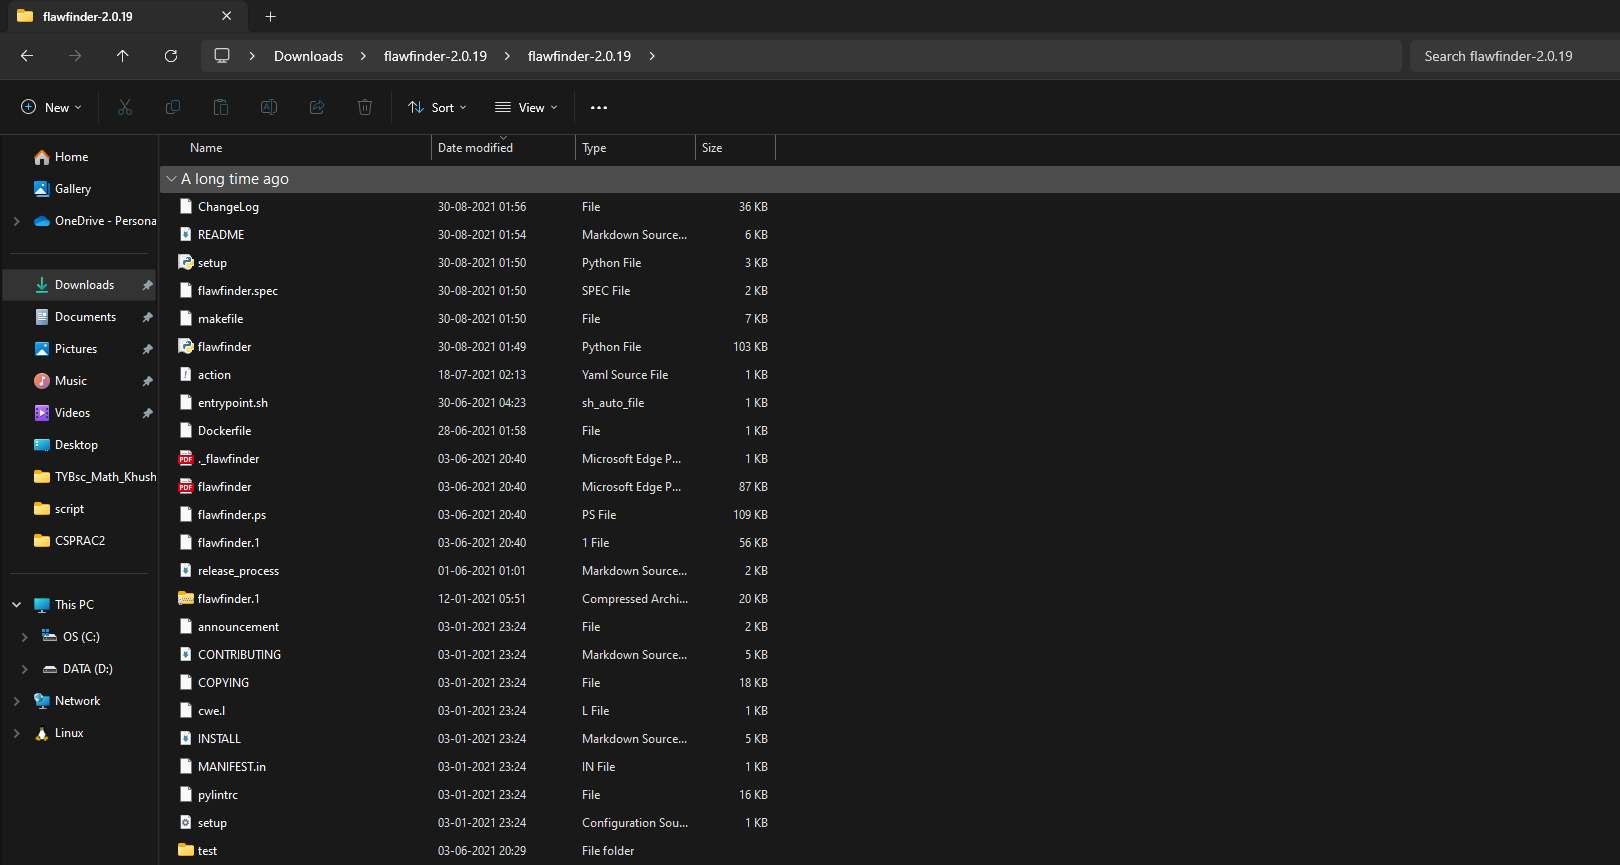 flawfinder-2.0.19
Downloads flawfinder-2.0.19 flawfinder-2.0.19 Search flawfinder-2.0.19
New Sort View
Name Date modified Type Size
Home
Gallery
OneDrive - Persona
Downloads
Documents
Pictures
Music
Videos
Desktop
TYBsc_Math_Khush
script
CSPRAC2
This PC
OS (C:)
DATA (D:)
Network
Linux
A long time ago
ChangeLog 30-08-2021 01:56 File 36 KB
README 30-08-2021 01:54 Markdown Source... 6 KB
setup 30-08-2021 01:50 Python File 3 KB
flawfinder.spec 30-08-2021 01:50 SPEC File 2 KB
makefile 30-08-2021 01:50 File 7 KB
flawfinder 30-08-2021 01:49 Python File 103 KB
action 18-07-2021 02:13 Yaml Source File 1 KB
entrypoint.sh 30-06-2021 04:23 sh_auto_file 1 KB
Dockerfile 28-06-2021 01:58 File 1 KB
PDF ._flawfinder 03-06-2021 20:40 Microsoft Edge P... 1 KB
PDF flawfinder 03-06-2021 20:40 Microsoft Edge P... 87 KB
flawfinder.ps 03-06-2021 20:40 PS File 109 KB
flawfinder.1 03-06-2021 20:40 1 File 56 KB
release_process 01-06-2021 01:01 Markdown Source... 2 KB
flawfinder.1 12-01-2021 05:51 Compressed Archi... 20 KB
announcement 03-01-2021 23:24 File 2 KB
CONTRIBUTING 03-01-2021 23:24 Markdown Source... 5 KB
COPYING 03-01-2021 23:24 File 18 KB
cwe.l 03-01-2021 23:24 L File 1 KB
INSTALL 03-01-2021 23:24 Markdown Source... 5 KB
MANIFEST.in 03-01-2021 23:24 IN File 1 KB
pylintrc 03-01-2021 23:24 File 16 KB
setup 03-01-2021 23:24 Configuration Sou... 1 KB
test 03-06-2021 20:29 File folder